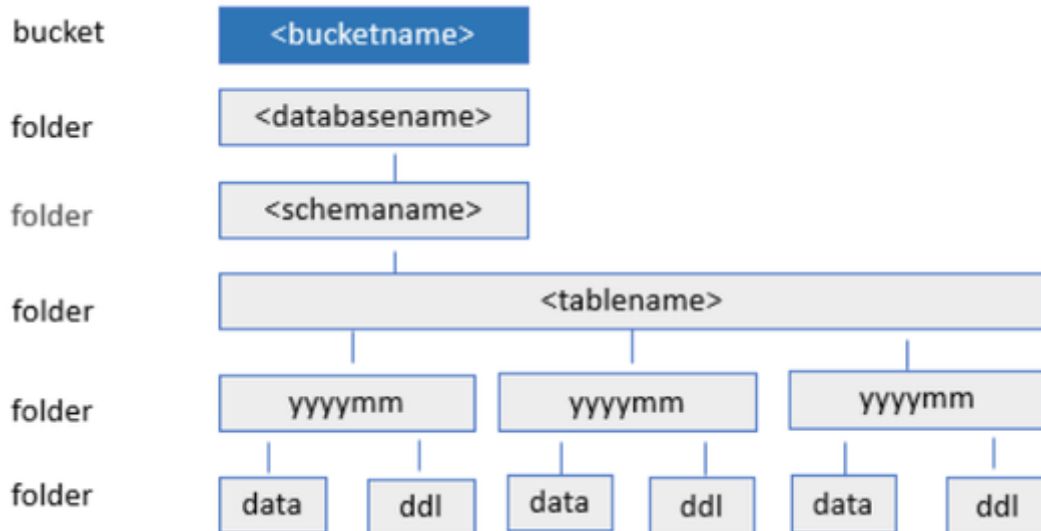 bucket <bucketname>
folder <databasename>
folder <schemaname>
folder <tablename>
folder yyyymm yyyymm yyyymm
folder data ddl data ddl data ddl